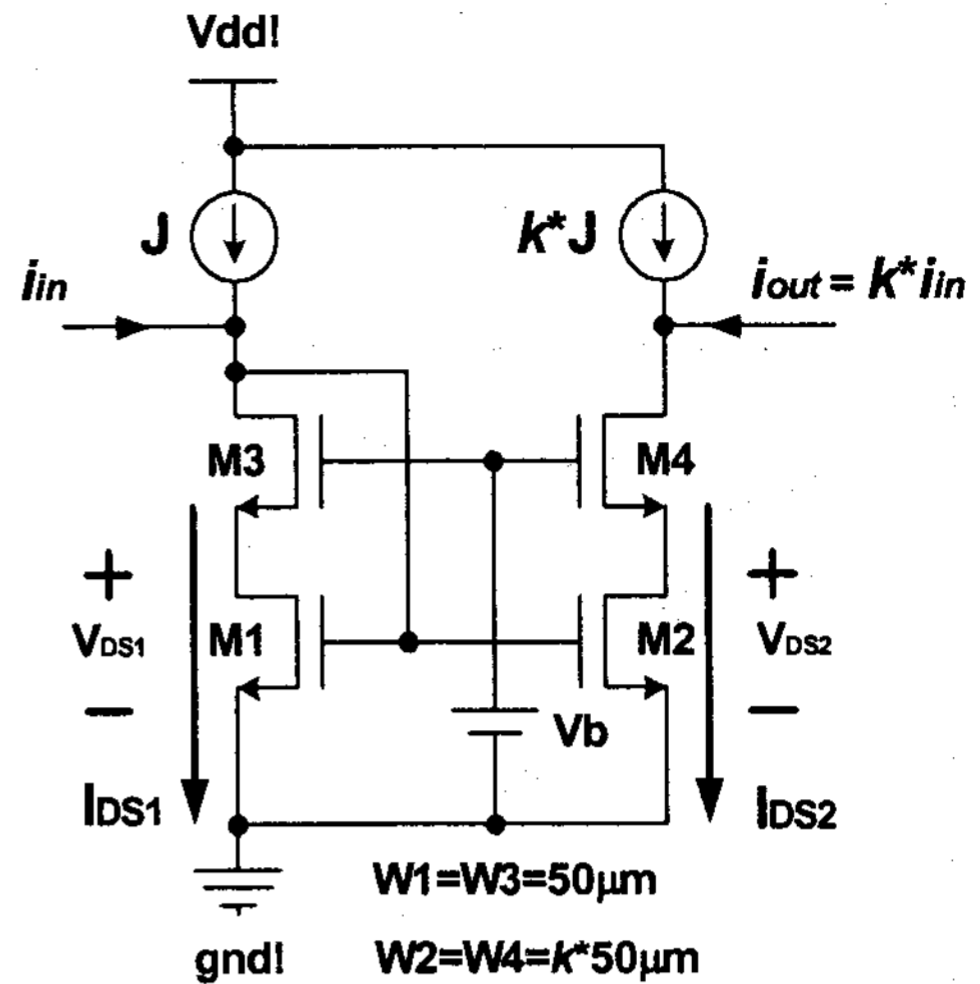 Vdd!
J
k*J
iin
iout = k*iin
M3
M4
+
+
VDS1
M1
M2
VDS2
−
−
Vb
IDS1
IDS2
W1=W3=50μm
gnd!
W2=W4=k*50μm